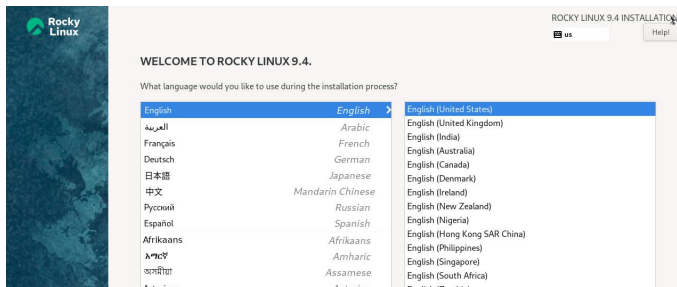 Rocky
Linux
ROCKY LINUX 9.4 INSTALLATION
us
Help!
WELCOME TO ROCKY LINUX 9.4.
What language would you like to use during the installation process?
English English
العربية Arabic
Français French
Deutsch German
日本語 Japanese
中文 Mandarin Chinese
Русский Russian
Español Spanish
Afrikaans Afrikaans
አማርኛ Amharic
অসমীয়া Assamese
English (United States)
English (United Kingdom)
English (India)
English (Australia)
English (Canada)
English (Denmark)
English (Ireland)
English (New Zealand)
English (Nigeria)
English (Hong Kong SAR China)
English (Philippines)
English (Singapore)
English (South Africa)